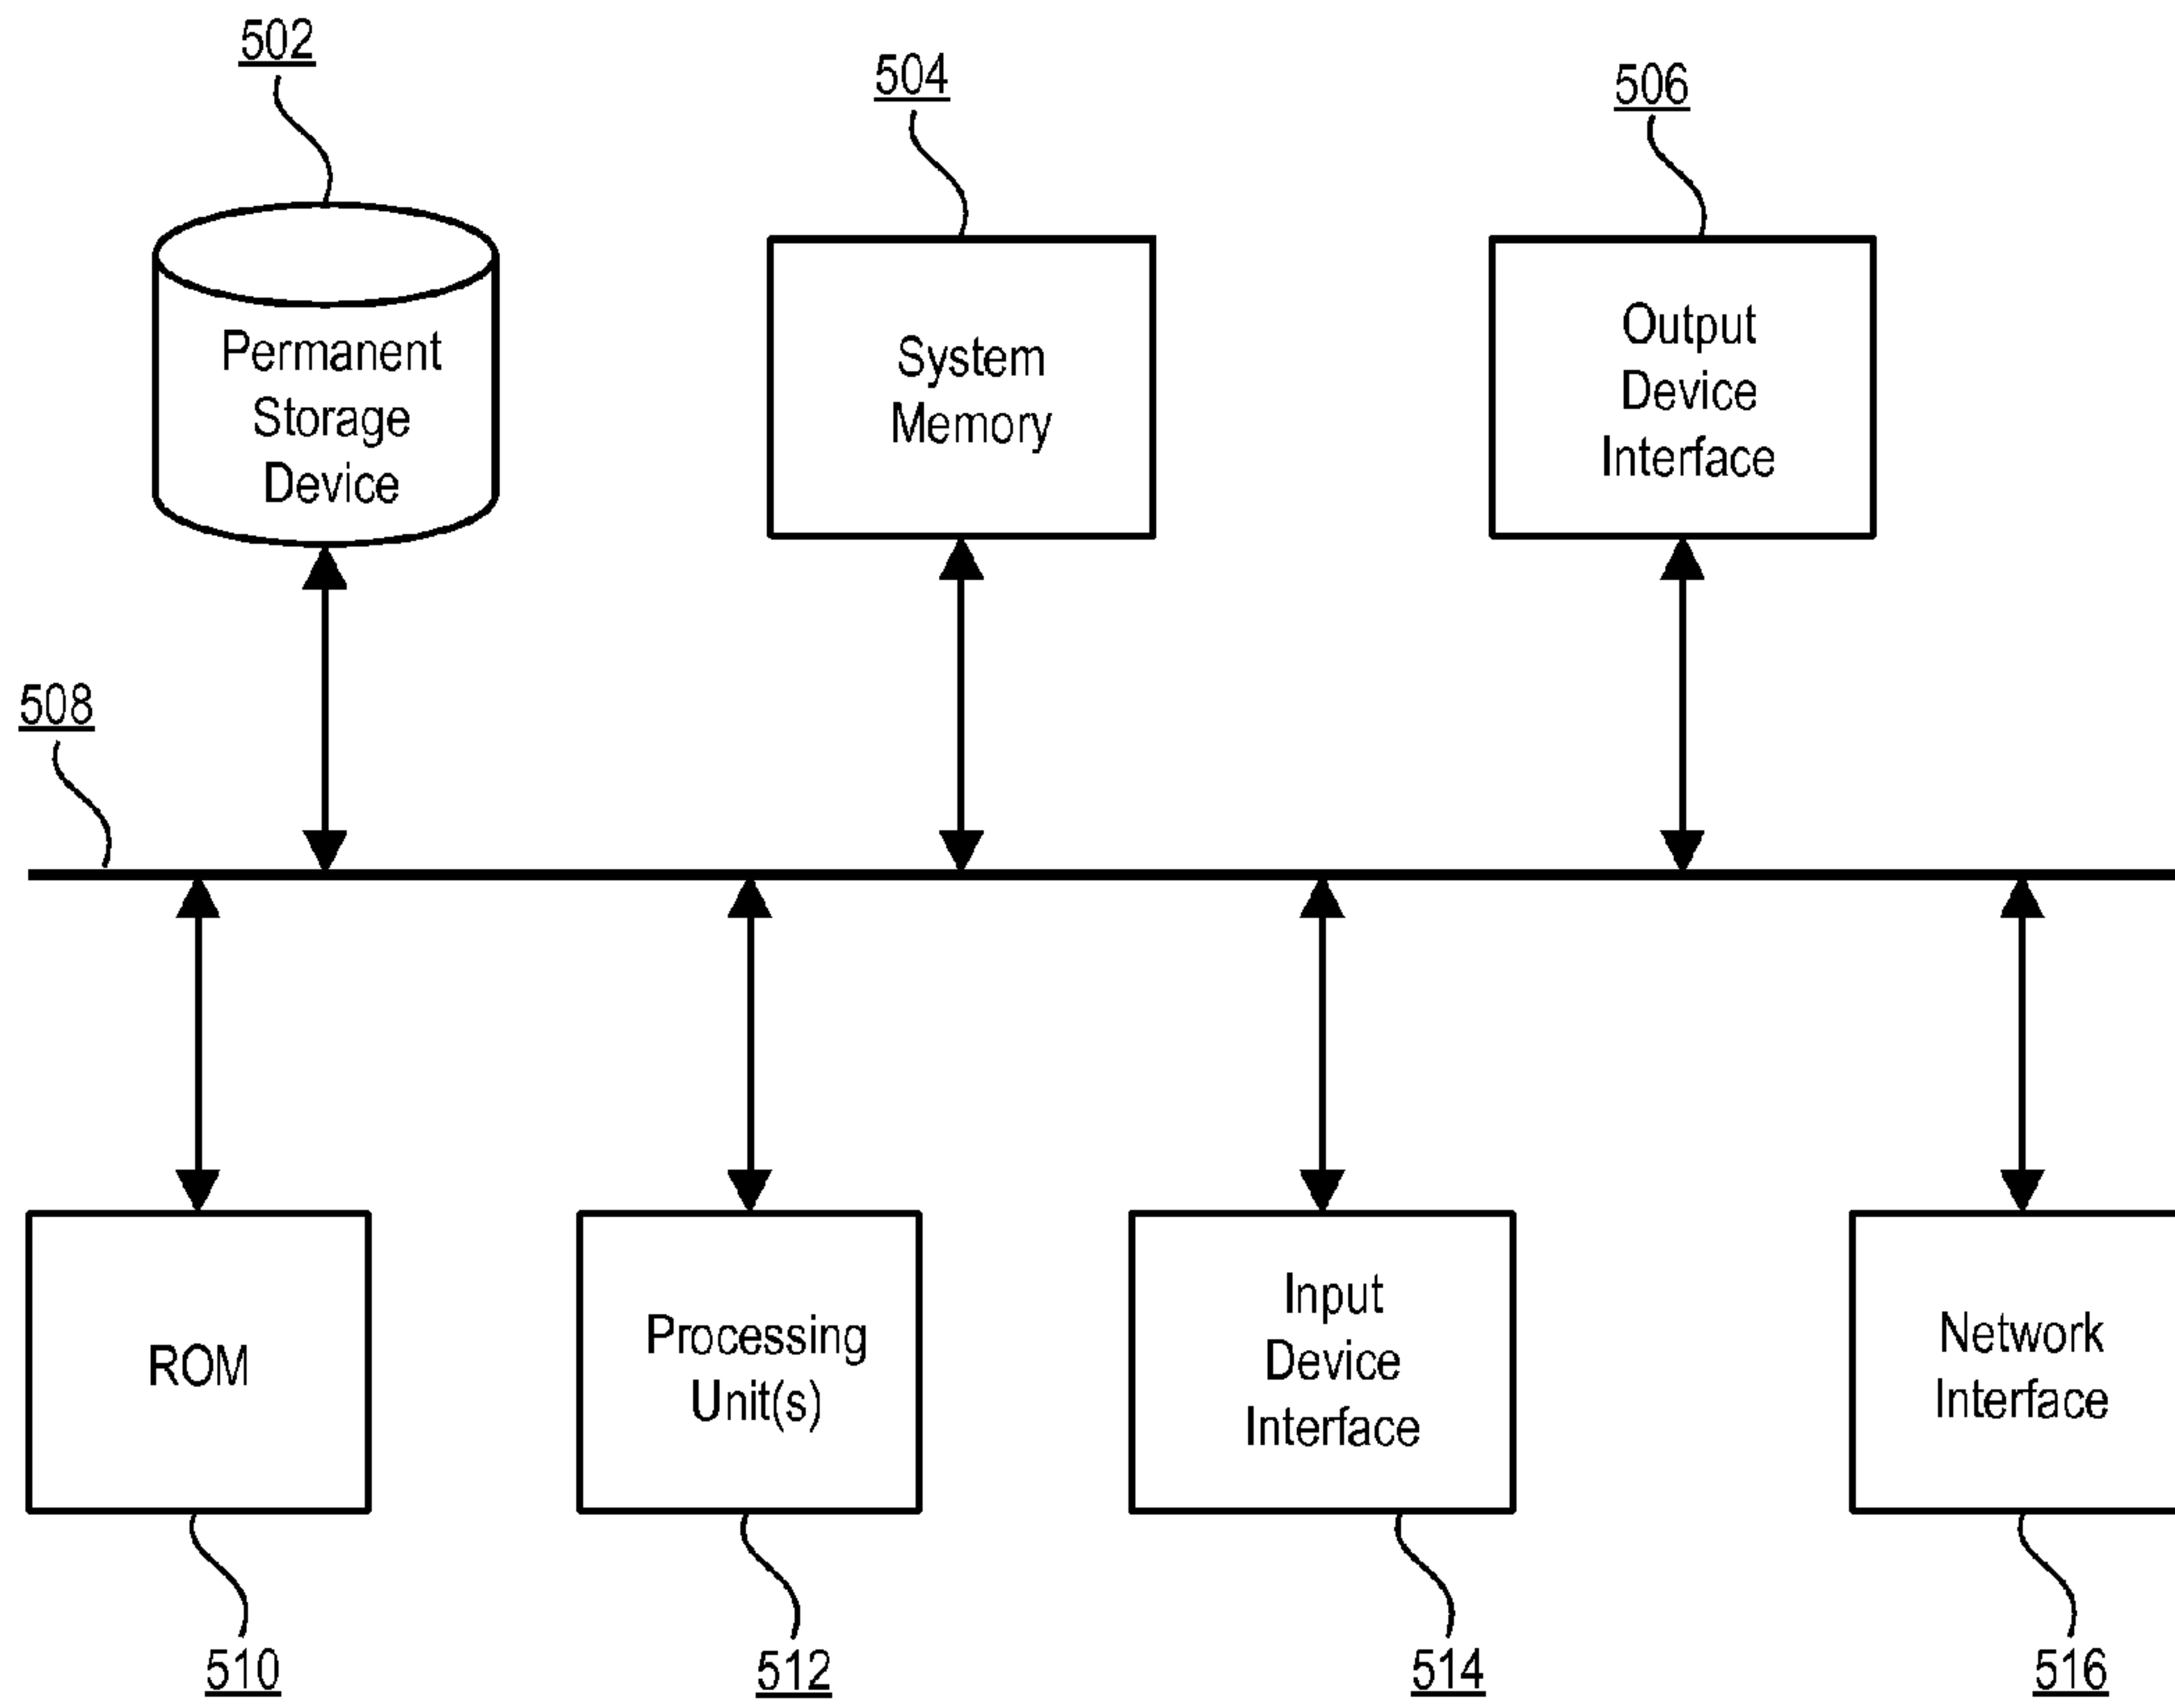 502
504
506
Permanent
Storage
Device
System
Memory
Output
Device
Interface
508
ROM
Processing
Unit(s)
Input
Device
Interface
Network
Interface
510
512
514
516